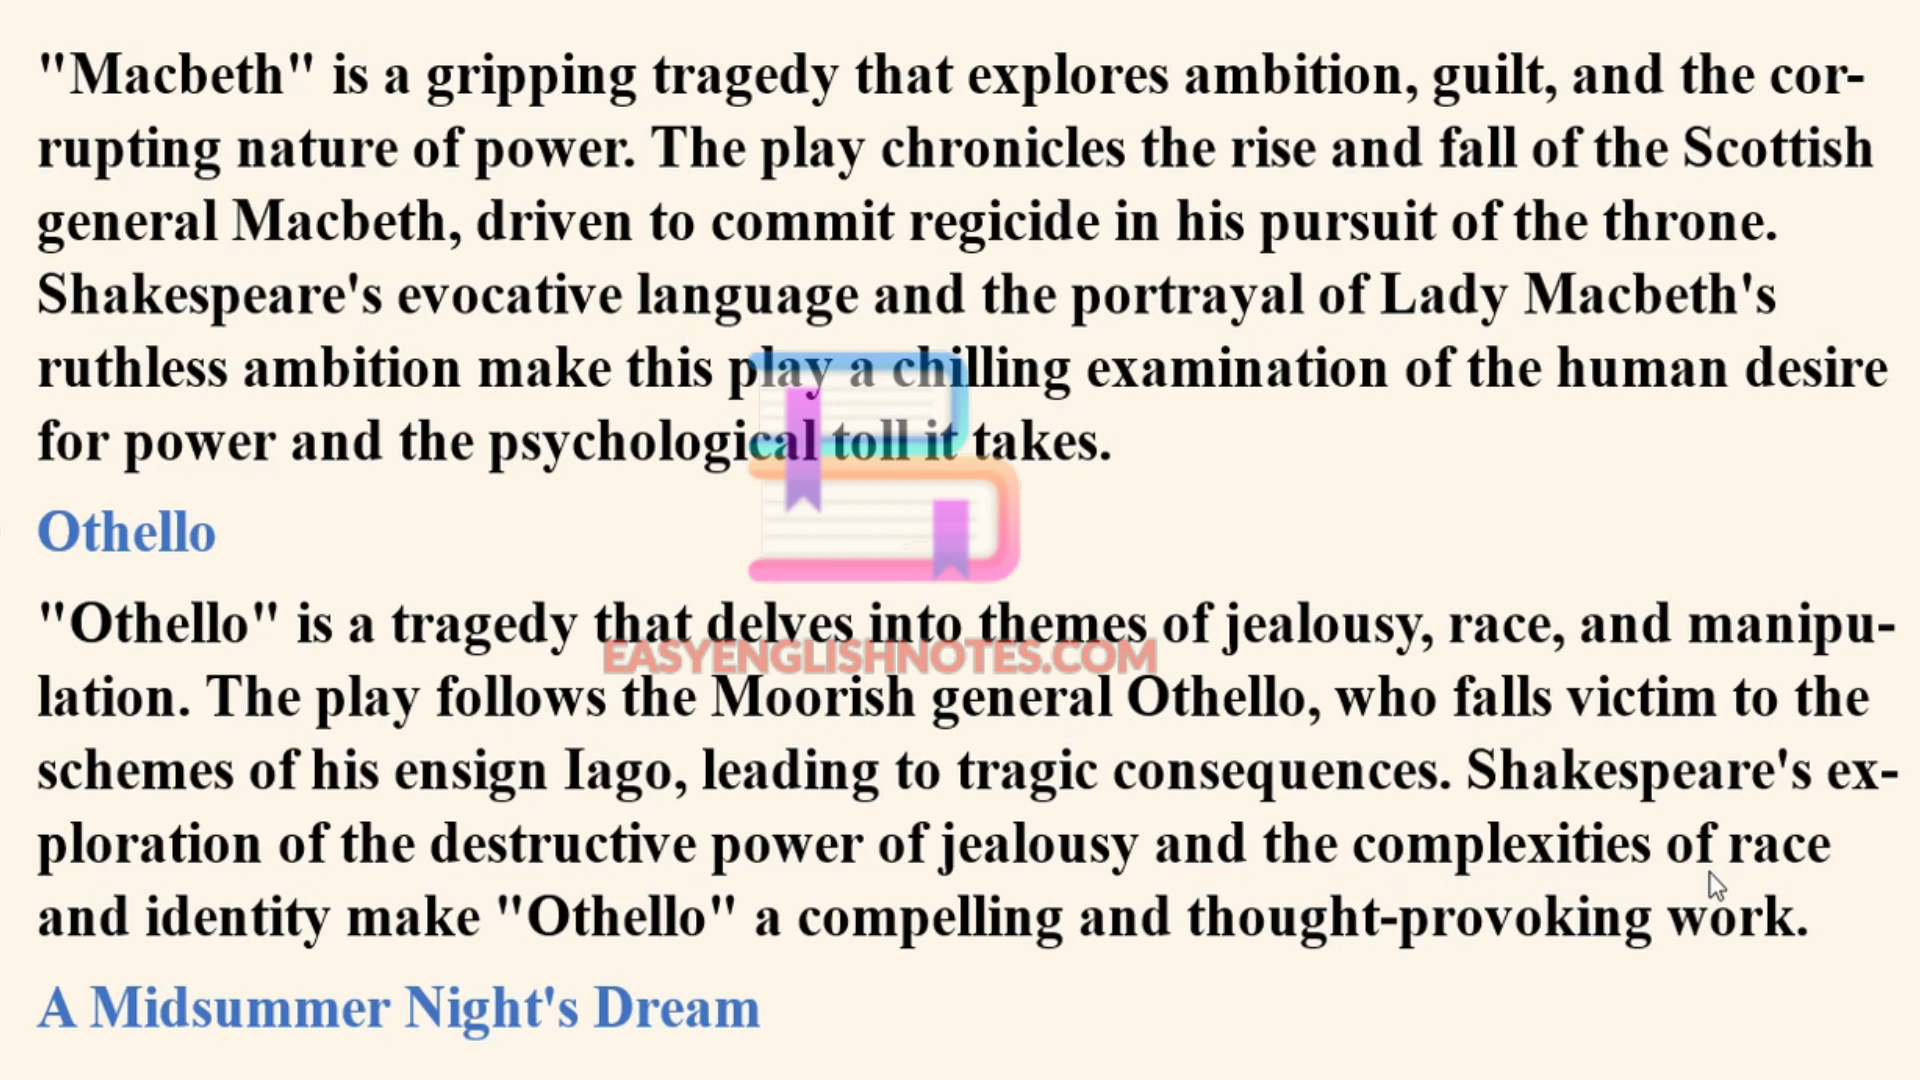 "Macbeth" is a gripping tragedy that explores ambition, guilt, and the cor-
rupting nature of power. The play chronicles the rise and fall of the Scottish
general Macbeth, driven to commit regicide in his pursuit of the throne.
Shakespeare's evocative language and the portrayal of Lady Macbeth's
ruthless ambition make this play a chilling examination of the human desire
for power and the psychological toll it takes.
Othello
"Othello" is a tragedy that delves into themes of jealousy, race, and manipu-
EASYENGLISHNOTES.COM
lation. The play follows the Moorish general Othello, who falls victim to the
schemes of his ensign Iago, leading to tragic consequences. Shakespeare's ex-
ploration of the destructive power of jealousy and the complexities of race
and identity make "Othello" a compelling and thought-provoking work.
A Midsummer Night's Dream